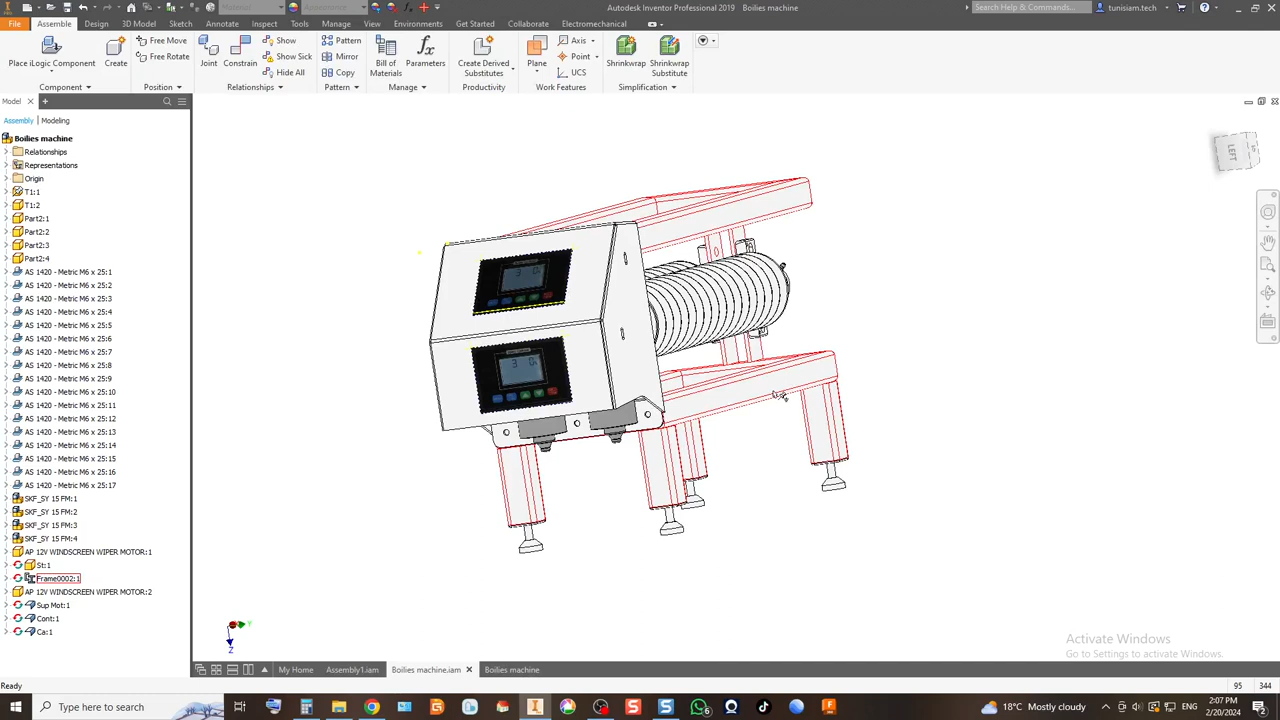 Material
Appearance
Autodesk Inventor Professional 2019   Boilies machine
Search Help & Commands...
tunisiam.tech
File
Assemble
Design
3D Model
Sketch
Annotate
Inspect
Tools
Manage
View
Environments
Get Started
Collaborate
Electromechanical
Place iLogic Component
Create
Free Move
Free Rotate
Joint
Constrain
Show
Show Sick
Hide All
Pattern
Mirror
Copy
Bill of
Materials
Parameters
Create Derived
Substitutes
Plane
Axis
Point
UCS
Shrinkwrap
Shrinkwrap
Substitute
Component
Position
Relationships
Pattern
Manage
Productivity
Work Features
Simplification
Model
Assembly
Modeling
Boilies machine
Relationships
Representations
Origin
T1:1
T1:2
Part2:1
Part2:2
Part2:3
Part2:4
AS 1420 - Metric M6 x 25:1
AS 1420 - Metric M6 x 25:2
AS 1420 - Metric M6 x 25:3
AS 1420 - Metric M6 x 25:4
AS 1420 - Metric M6 x 25:5
AS 1420 - Metric M6 x 25:6
AS 1420 - Metric M6 x 25:7
AS 1420 - Metric M6 x 25:8
AS 1420 - Metric M6 x 25:9
AS 1420 - Metric M6 x 25:10
AS 1420 - Metric M6 x 25:11
AS 1420 - Metric M6 x 25:12
AS 1420 - Metric M6 x 25:13
AS 1420 - Metric M6 x 25:14
AS 1420 - Metric M6 x 25:15
AS 1420 - Metric M6 x 25:16
AS 1420 - Metric M6 x 25:17
SKF_SY 15 FM:1
SKF_SY 15 FM:2
SKF_SY 15 FM:3
SKF_SY 15 FM:4
AP 12V WINDSCREEN WIPER MOTOR:1
St:1
Frame0002:1
AP 12V WINDSCREEN WIPER MOTOR:2
Sup Mot:1
Cont:1
Ca:1
LEFT
Z
Activate Windows
Go to Settings to activate Windows.
My Home
Assembly1.iam
Boilies machine.iam
Boilies machine
Ready
95
344
Type here to search
18°C Mostly cloudy
2:07 PM
2/20/2024